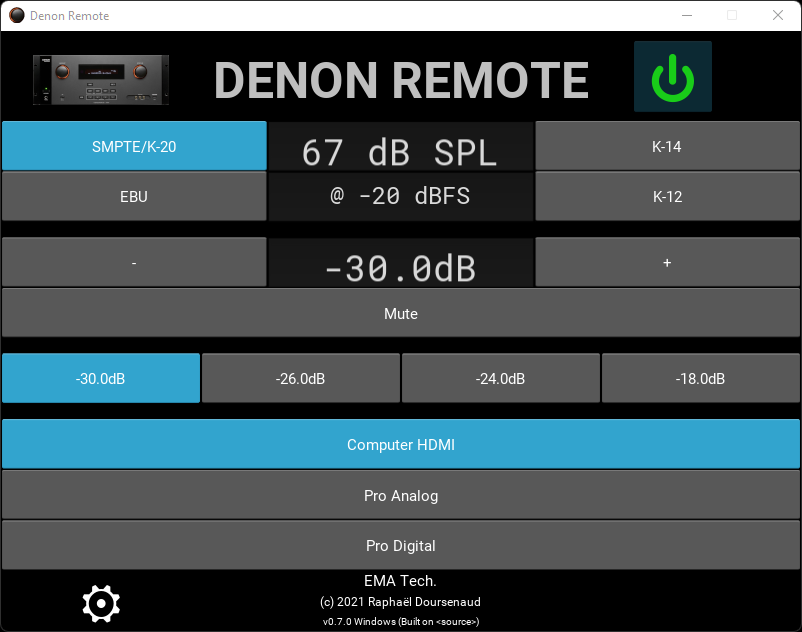 Denon Remote
DENON REMOTE
SMPTE/K-20
67 dB SPL
K-14
EBU
@ -20 dBFS
K-12
-
-30.0dB
+
Mute
-30.0dB
-26.0dB
-24.0dB
-18.0dB
Computer HDMI
Pro Analog
Pro Digital
EMA Tech.
(c) 2021 Raphaël Doursenaud
v0.7.0 Windows (Built on <source>)